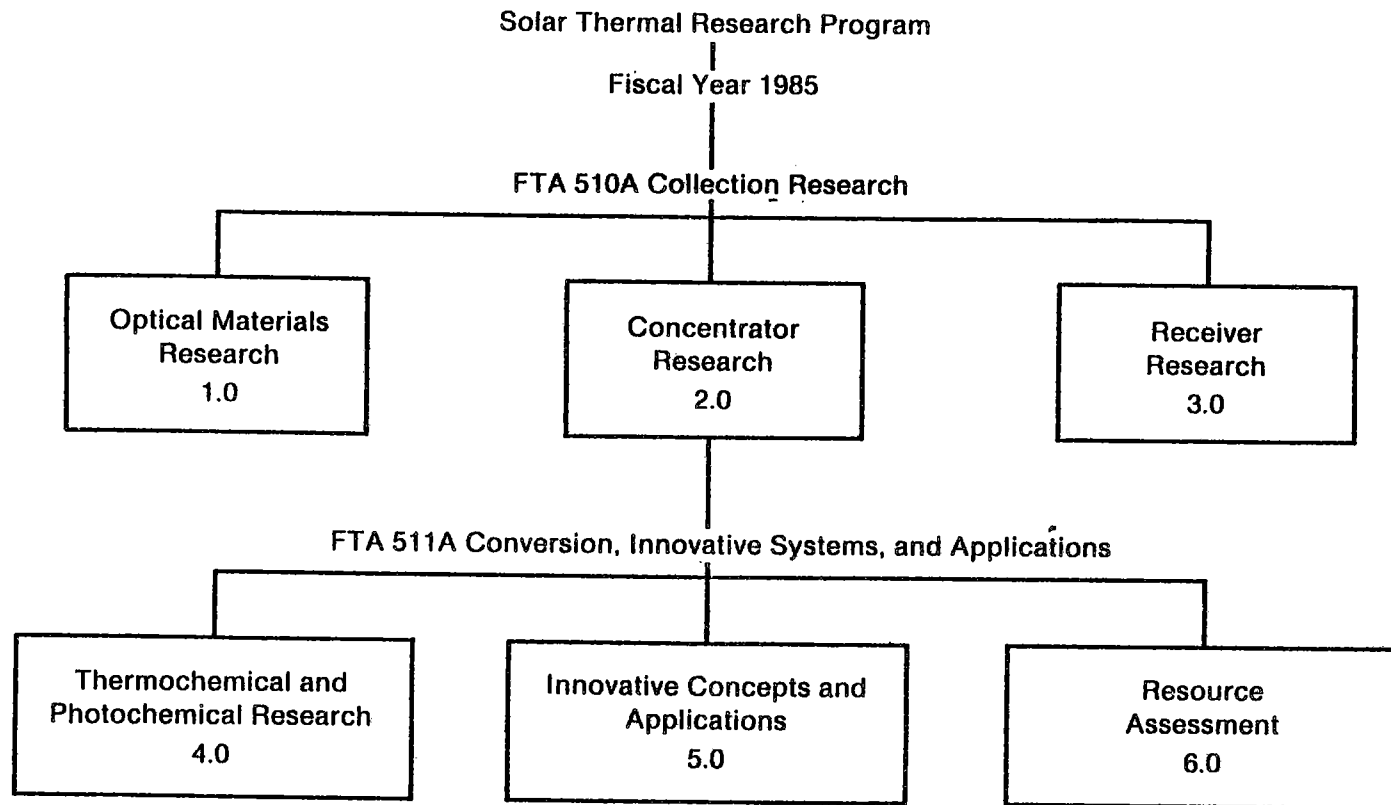 Solar Thermal Research Program
Fiscal Year 1985
FTA 510A Collection Research
Optical Materials
Research
1.0
Concentrator
Research
2.0
Receiver
Research
3.0
FTA 511A Conversion, Innovative Systems, and Applications
Thermochemical and
Photochemical Research
4.0
Innovative Concepts and
Applications
5.0
Resource
Assessment
6.0